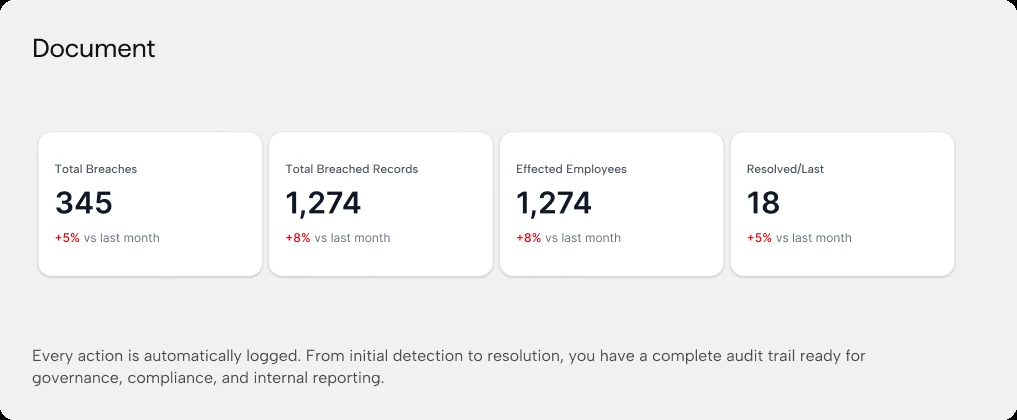 Document
Total Breaches
345
+5% vs last month
Total Breached Records
1,274
+8% vs last month
Effected Employees
1,274
+8% vs last month
Resolved/Last
18
+5% vs last month
Every action is automatically logged. From initial detection to resolution, you have a complete audit trail ready for
governance, compliance, and internal reporting.